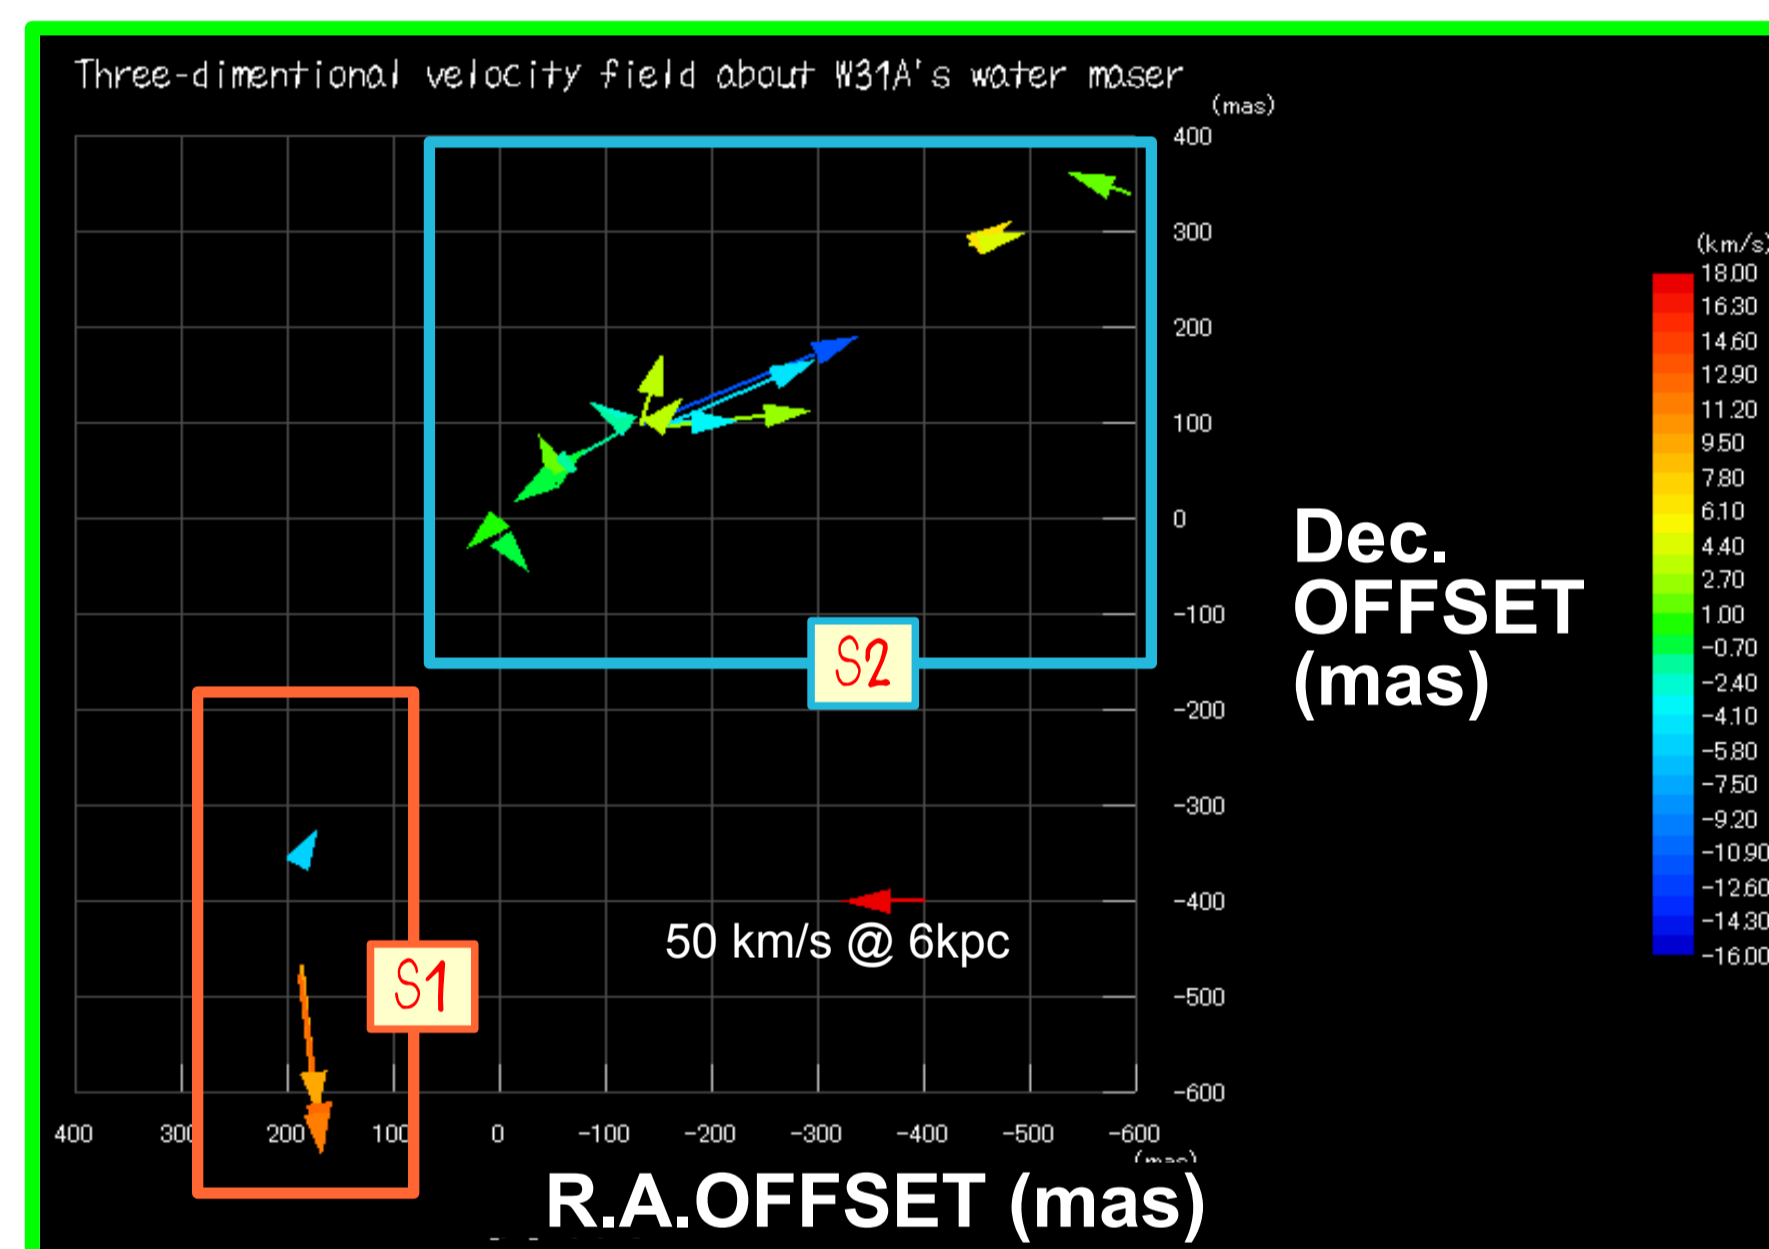 Three-dimentional velocity field about W31A's water maser
(mas)
400
300
200
100
0
-100
-200
-300
-400
-500
-600
Dec.
OFFSET
(mas)
(km/s)
18.00
16.30
14.60
12.90
11.20
9.50
7.80
6.10
4.40
2.70
1.00
-0.70
-2.40
-4.10
-5.80
-7.50
-9.20
-10.90
-12.60
-14.30
-16.00
S2
S1
50 km/s @ 6kpc
400 300 200 100 0 -100 -200 -300 -400 -500 -600
(mas)
R.A.OFFSET (mas)